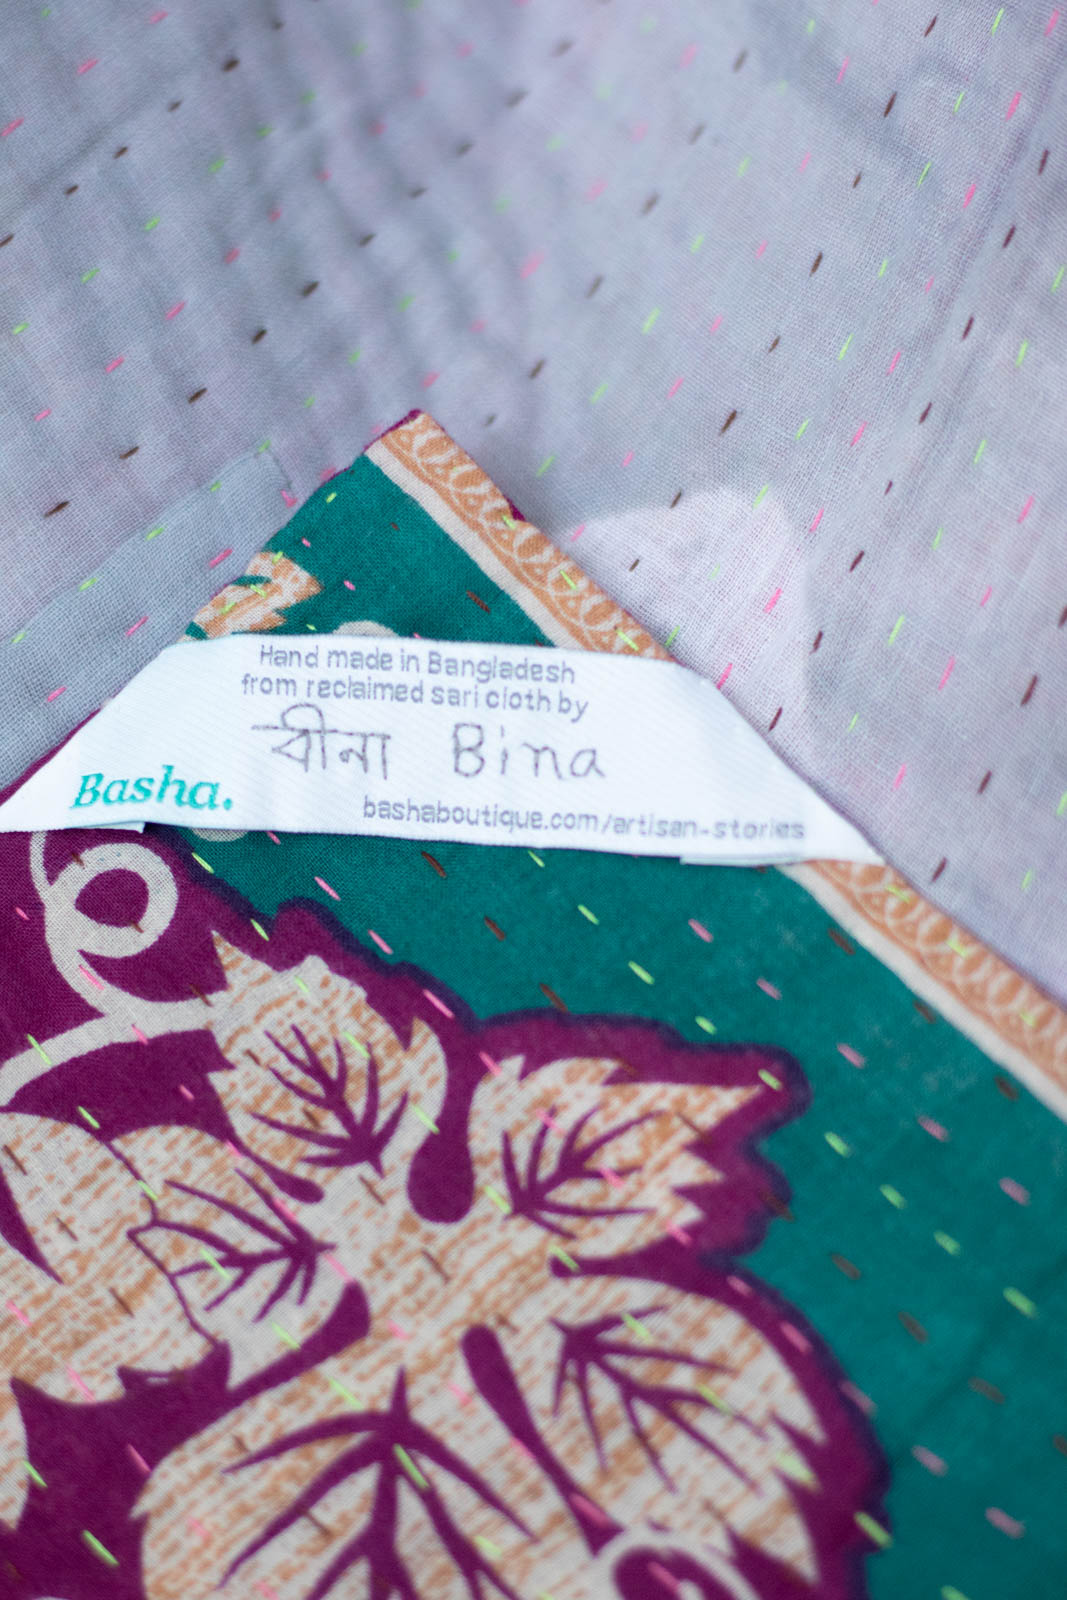 Hand made in Bangladesh
from reclaimed sari cloth by
বীনা Bina
Basha.
bashaboutique.com/artisan-stories